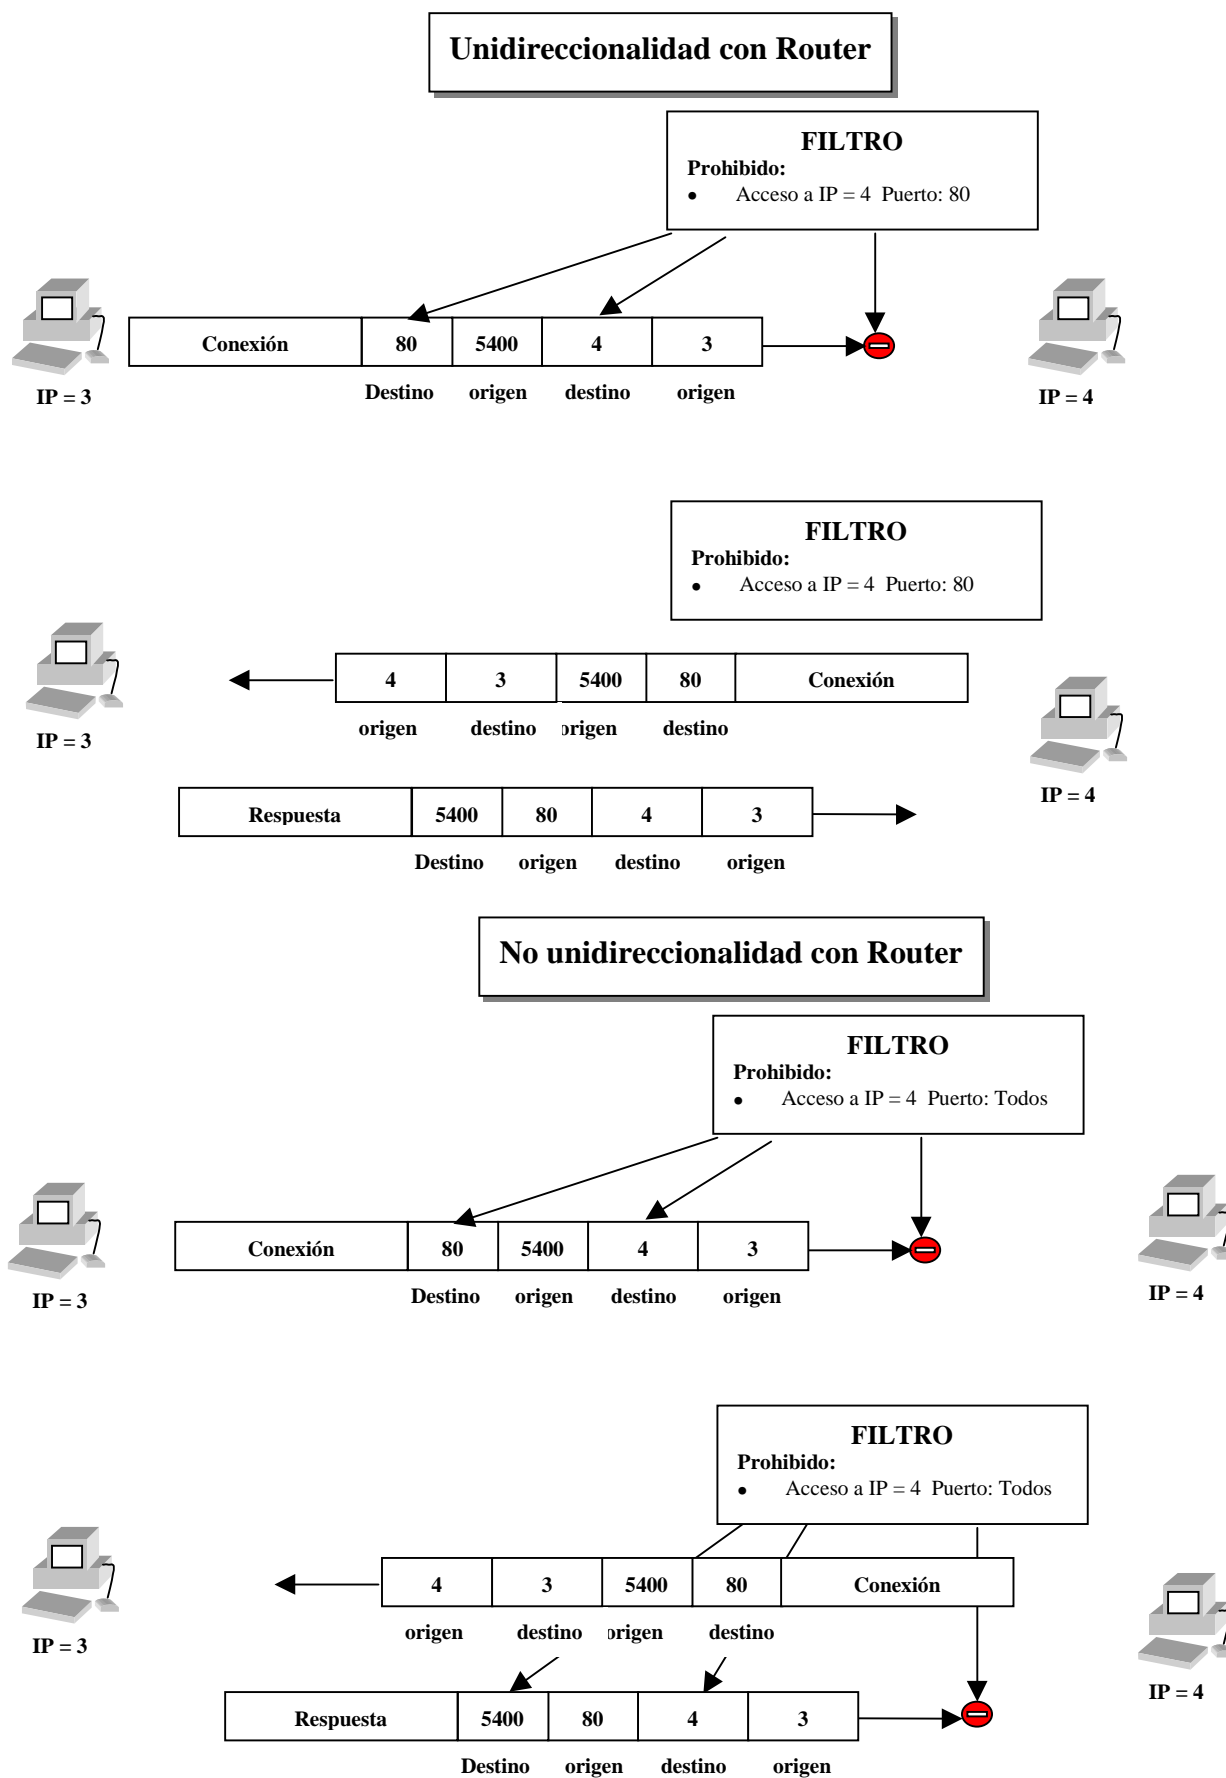 Unidireccionalidad con Router
FILTRO
Prohibido:
• Acceso a IP = 4 Puerto: 80
Conexión 80 5400 4 3
Destino origen destino origen
IP = 3
IP = 4
FILTRO
Prohibido:
• Acceso a IP = 4 Puerto: 80
4 3 5400 80 Conexión
origen destino origen destino
IP = 3
IP = 4
Respuesta 5400 80 4 3
Destino origen destino origen
No unidireccionalidad con Router
FILTRO
Prohibido:
• Acceso a IP = 4 Puerto: Todos
Conexión 80 5400 4 3
Destino origen destino origen
IP = 3
IP = 4
FILTRO
Prohibido:
• Acceso a IP = 4 Puerto: Todos
4 3 5400 80 Conexión
origen destino origen destino
IP = 3
IP = 4
Respuesta 5400 80 4 3
Destino origen destino origen